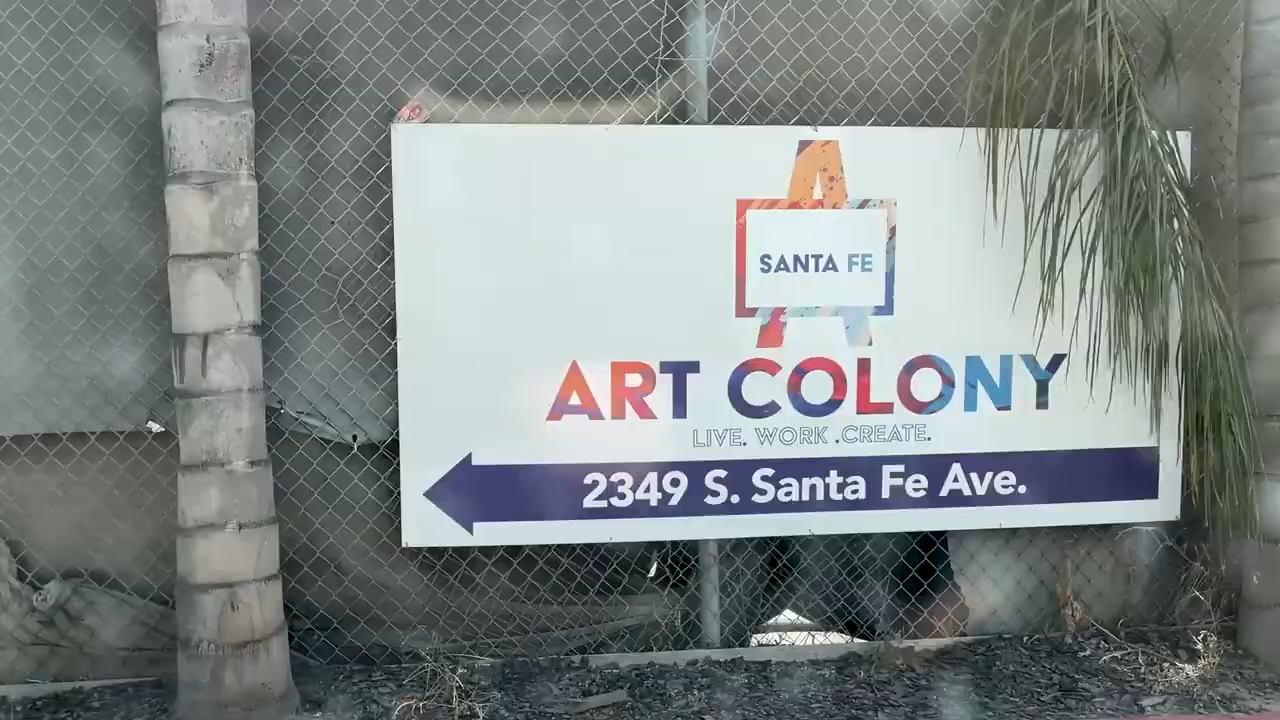 SANTA FE
ART COLONY
LIVE. WORK .CREATE.
2349 S. Santa Fe Ave.